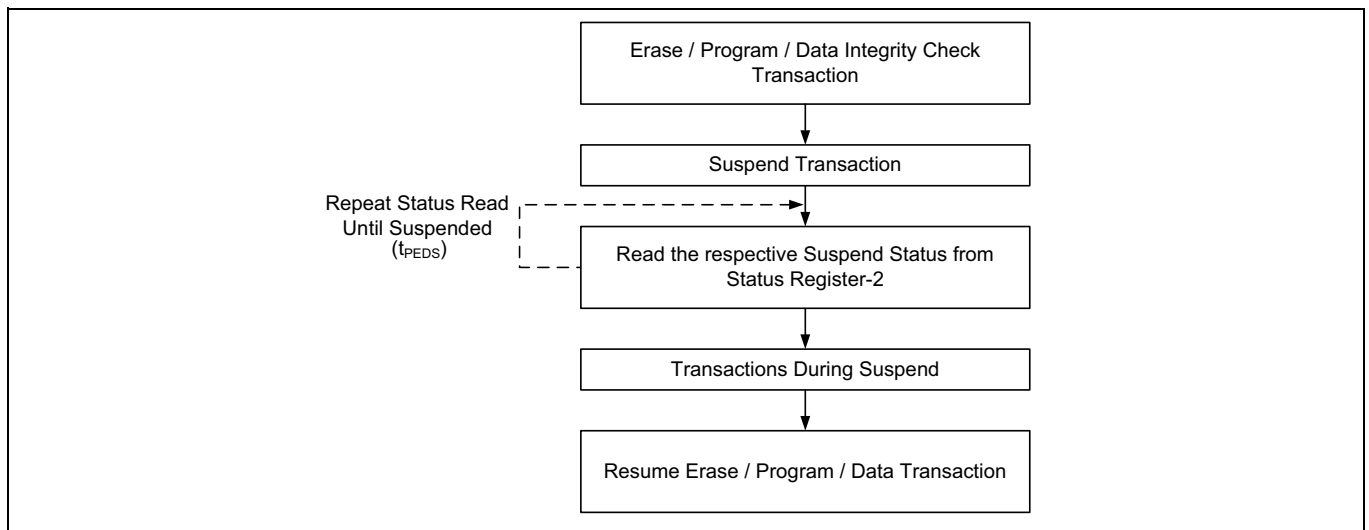 Erase / Program / Data Integrity Check
Transaction
Suspend Transaction
Repeat Status Read
Until Suspended
(tPEDS)
Read the respective Suspend Status from
Status Register-2
Transactions During Suspend
Resume Erase / Program / Data Transaction